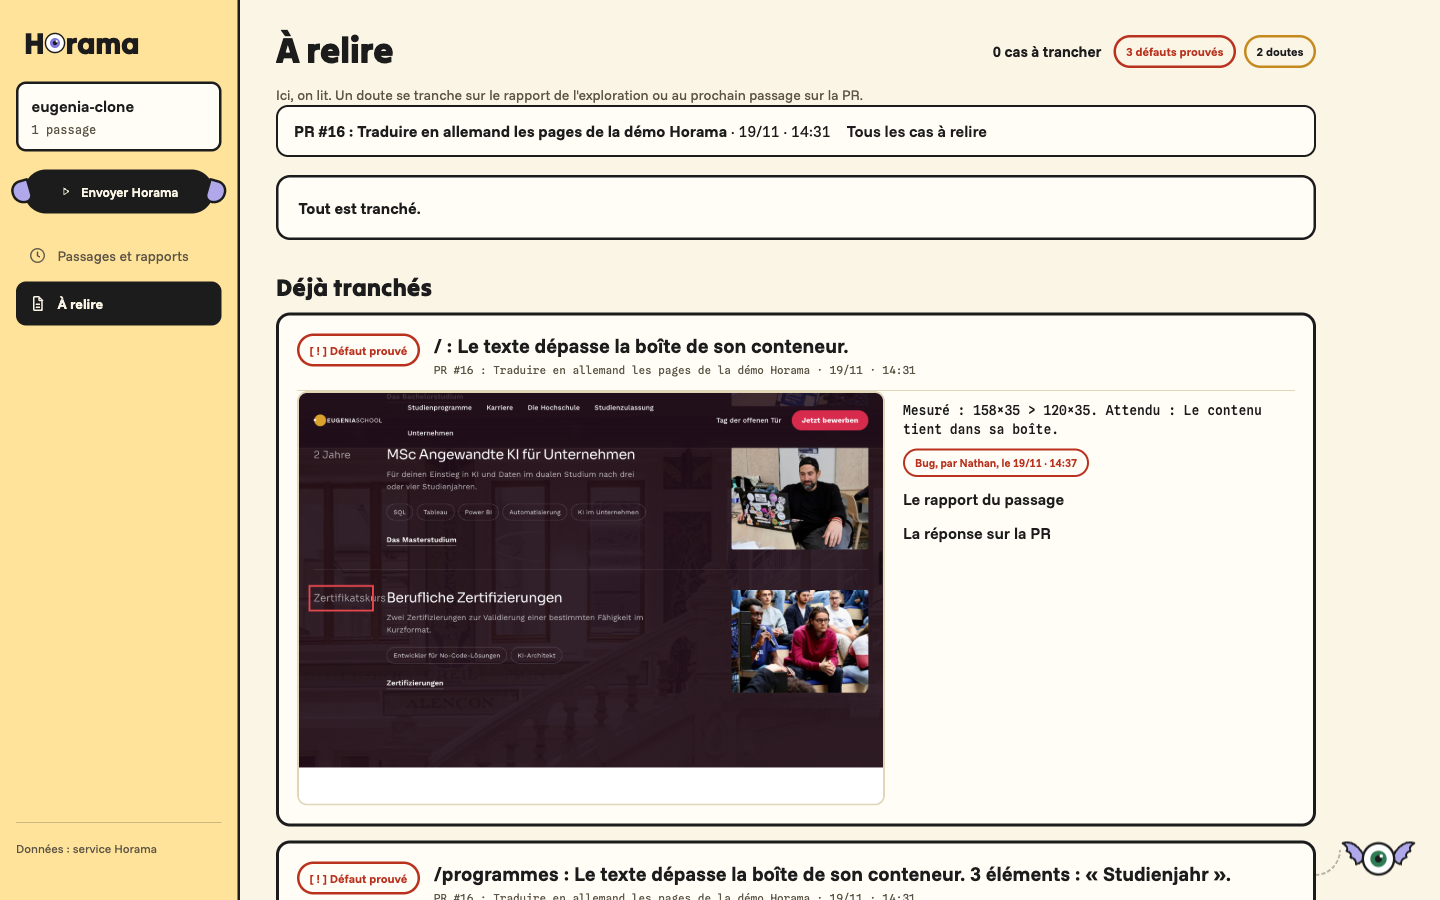 Horama
eugenia-clone
1 passage
Envoyer Horama
Passages et rapports
À relire
Données : service Horama
À relire
0 cas à trancher
3 défauts prouvés
2 doutes
Ici, on lit. Un doute se tranche sur le rapport de l'exploration ou au prochain passage sur la PR.
PR #16 : Traduire en allemand les pages de la démo Horama · 19/11 · 14:31 Tous les cas à relire
Tout est tranché.
Déjà tranchés
[ ! ] Défaut prouvé
/ : Le texte dépasse la boîte de son conteneur.
PR #16 : Traduire en allemand les pages de la démo Horama · 19/11 · 14:31
Das Bachelorstudium
EUGENIASCHOOL
Studienprogramme Karriere Die Hochschule Studienzulassung
Unternehmen
Tag der offenen Tür
Jetzt bewerben
2 Jahre
MSc Angewandte KI für Unternehmen
Für deinen Einstieg in KI und Daten im dualen Studium nach drei
oder vier Studienjahren.
SQL Tableau Power BI Automatisierung KI im Unternehmen
Das Masterstudium
Zertifikatskurs
Berufliche Zertifizierungen
Zwei Zertifizierungen zur Validierung einer bestimmten Fähigkeit im
Kurzformat.
Entwickler für No-Code-Lösungen KI-Architekt
Zertifizierungen
ALENCON
Mesuré : 158×35 > 120×35. Attendu : Le contenu
tient dans sa boîte.
Bug, par Nathan, le 19/11 · 14:37
Le rapport du passage
La réponse sur la PR
[ ! ] Défaut prouvé
/programmes : Le texte dépasse la boîte de son conteneur. 3 éléments : « Studienjahr ».
PR #16 : Traduire en allemand les pages de la démo Horama · 19/11 · 14:31